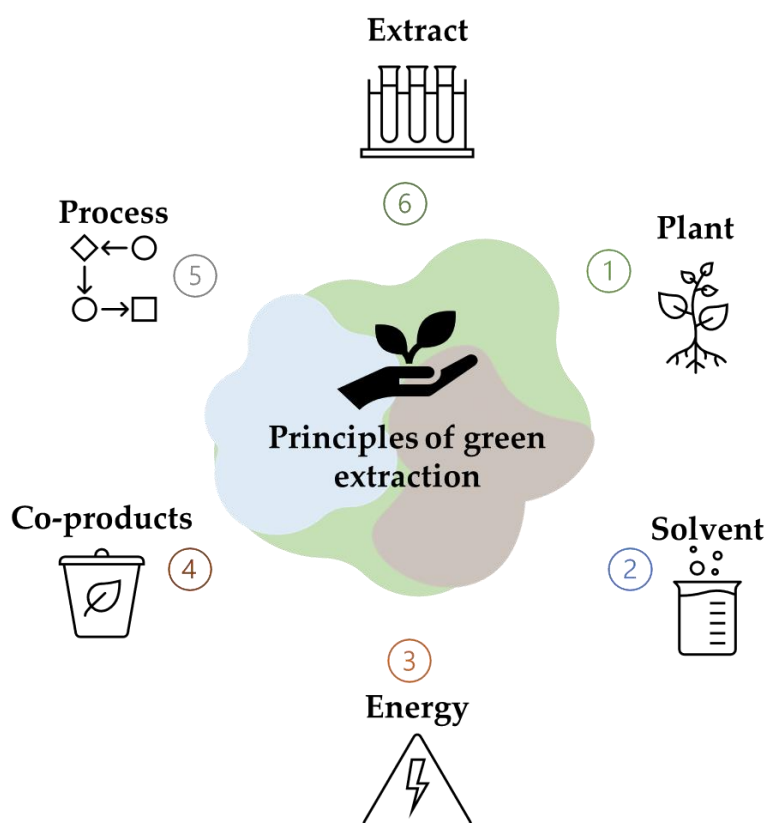 Extract
6
Process
5
Plant
1
Principles of green
extraction
Co-products
4
Solvent
2
3
Energy